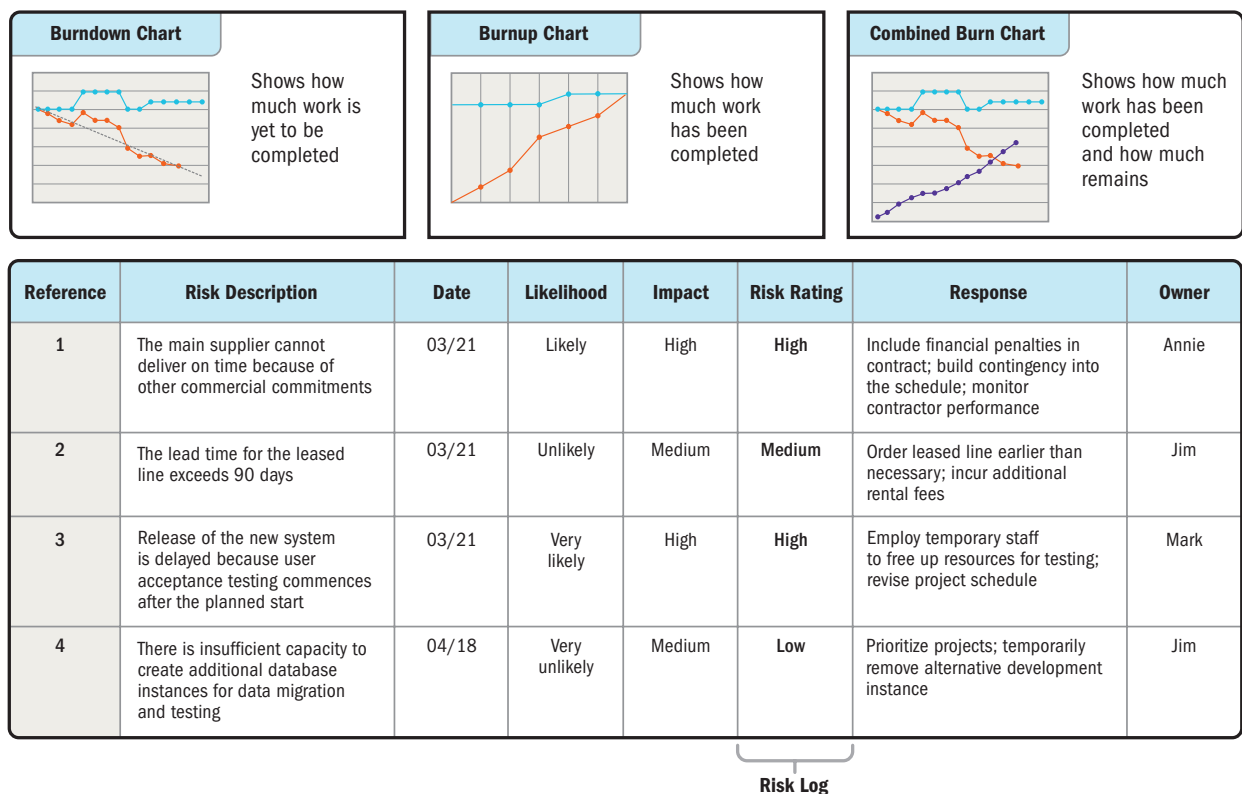 Burndown Chart
Shows how
much work is
yet to be
completed
Burnup Chart
Shows how
much work
has been
completed
Combined Burn Chart
Shows how much
work has been
completed
and how much
remains
Reference
Risk Description
Date
Likelihood
Impact
Risk Rating
Response
Owner
1
The main supplier cannot
deliver on time because of
other commercial commitments
03/21
Likely
High
High
Include financial penalties in
contract; build contingency into
the schedule; monitor
contractor performance
Annie
2
The lead time for the leased
line exceeds 90 days
03/21
Unlikely
Medium
Medium
Order leased line earlier than
necessary; incur additional
rental fees
Jim
3
Release of the new system
is delayed because user
acceptance testing commences
after the planned start
03/21
Very
likely
High
High
Employ temporary staff
to free up resources for testing;
revise project schedule
Mark
4
There is insufficient capacity to
create additional database
instances for data migration
and testing
04/18
Very
unlikely
Medium
Low
Prioritize projects; temporarily
remove alternative development
instance
Jim
Risk Log